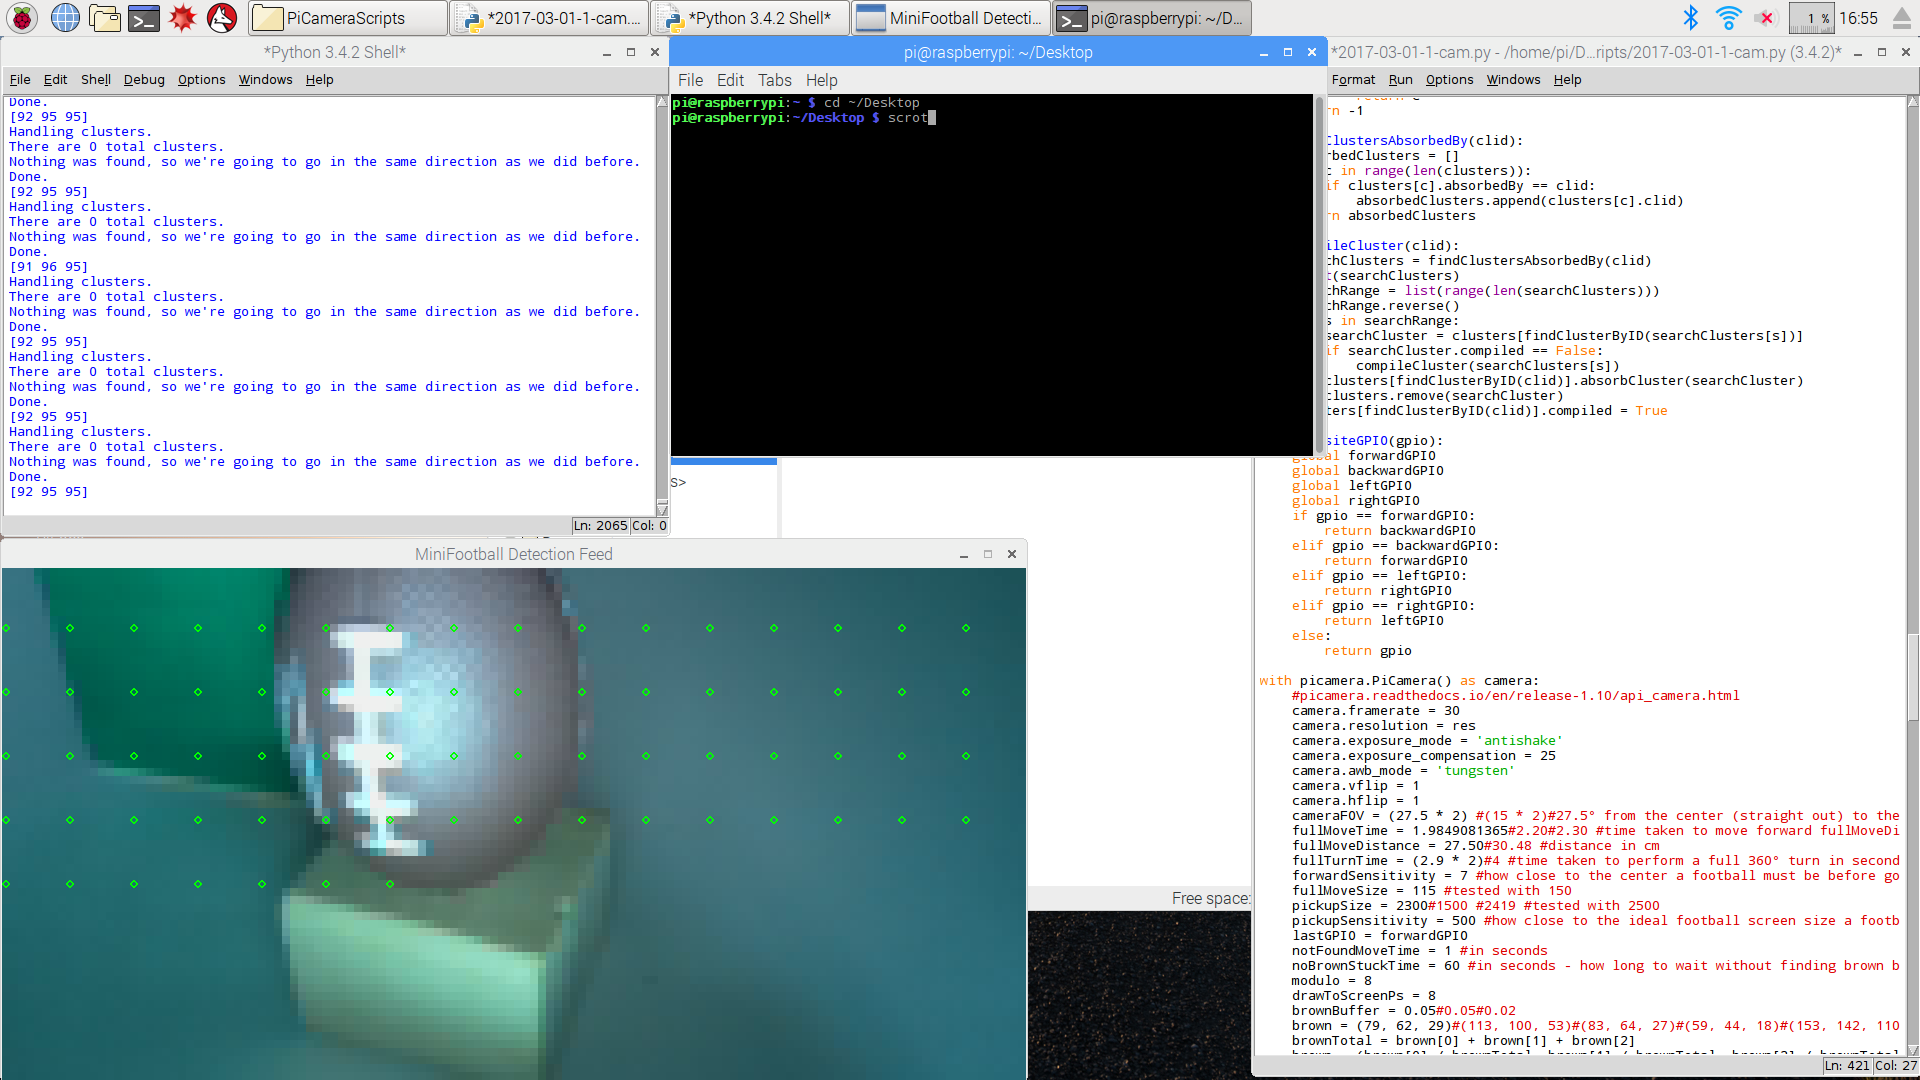 PiCameraScripts
*2017-03-01-1-cam....
*Python 3.4.2 Shell*
MiniFootball Detecti...
pi@raspberrypi: ~/D...
1 %
16:55
*Python 3.4.2 Shell*
File Edit Shell Debug Options Windows Help
Done.
[92 95 95]
Handling clusters.
There are 0 total clusters.
Nothing was found, so we're going to go in the same direction as we did before.
Done.
[92 95 95]
Handling clusters.
There are 0 total clusters.
Nothing was found, so we're going to go in the same direction as we did before.
Done.
[91 96 95]
Handling clusters.
There are 0 total clusters.
Nothing was found, so we're going to go in the same direction as we did before.
Done.
[92 95 95]
Handling clusters.
There are 0 total clusters.
Nothing was found, so we're going to go in the same direction as we did before.
Done.
[92 95 95]
Handling clusters.
There are 0 total clusters.
Nothing was found, so we're going to go in the same direction as we did before.
Done.
[92 95 95]
Ln: 2065 Col: 0
pi@raspberrypi: ~/Desktop
File Edit Tabs Help
pi@raspberrypi:~ $ cd ~/Desktop
pi@raspberrypi:~/Desktop $ scrot
s>
Free space:
MiniFootball Detection Feed
*2017-03-01-1-cam.py - /home/pi/D...ripts/2017-03-01-1-cam.py (3.4.2)*
Format Run Options Windows Help
rn -1
ClustersAbsorbedBy(clid):
rbedClusters = []
c in range(len(clusters)):
if clusters[c].absorbedBy == clid:
absorbedClusters.append(clusters[c].clid)
rn absorbedClusters
ileCluster(clid):
chClusters = findClustersAbsorbedBy(clid)
t(searchClusters)
chRange = list(range(len(searchClusters)))
chRange.reverse()
s in searchRange:
searchCluster = clusters[findClusterByID(searchClusters[s])]
if searchCluster.compiled == False:
compileCluster(searchClusters[s])
clusters[findClusterByID(clid)].absorbCluster(searchCluster)
clusters.remove(searchCluster)
ters[findClusterByID(clid)].compiled = True
siteGPIO(gpio):
global forwardGPIO
global backwardGPIO
global leftGPIO
global rightGPIO
if gpio == forwardGPIO:
return backwardGPIO
elif gpio == backwardGPIO:
return forwardGPIO
elif gpio == leftGPIO:
return rightGPIO
elif gpio == rightGPIO:
return leftGPIO
else:
return gpio
with picamera.PiCamera() as camera:
#picamera.readthedocs.io/en/release-1.10/api_camera.html
camera.framerate = 30
camera.resolution = res
camera.exposure_mode = 'antishake'
camera.exposure_compensation = 25
camera.awb_mode = 'tungsten'
camera.vflip = 1
camera.hflip = 1
cameraFOV = (27.5 * 2) #(15 * 2)#27.5° from the center (straight out) to the
fullMoveTime = 1.9849081365#2.20#2.30 #time taken to move forward fullMoveDi
fullMoveDistance = 27.50#30.48 #distance in cm
fullTurnTime = (2.9 * 2)#4 #time taken to perform a full 360° turn in second
forwardSensitivity = 7 #how close to the center a football must be before go
fullMoveSize = 115 #tested with 150
pickupSize = 2300#1500 #2419 #tested with 2500
pickupSensitivity = 500 #how close to the ideal football screen size a footb
lastGPIO = forwardGPIO
notFoundMoveTime = 1 #in seconds
noBrownStuckTime = 60 #in seconds - how long to wait without finding brown b
modulo = 8
drawToScreenPs = 8
brownBuffer = 0.05#0.05#0.02
brown = (79, 62, 29)#(113, 100, 53)#(83, 64, 27)#(59, 44, 18)#(153, 142, 110
brownTotal = brown[0] + brown[1] + brown[2]
Ln: 421 Col: 27